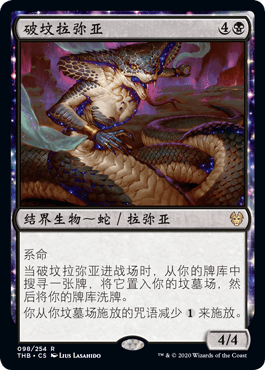 破坟拉弥亚 4
结界生物～蛇／拉弥亚
系命
当破坟拉弥亚进战场时，从你的牌库中
搜寻一张牌，将它置入你的坟墓场，然
后将你的牌库洗牌。
你从你坟墓场施放的咒语减少 1 来施放。
4/4
098/254 R
THB • CS LIUS LASAHIDO
™ & © 2020 Wizards of the Coast